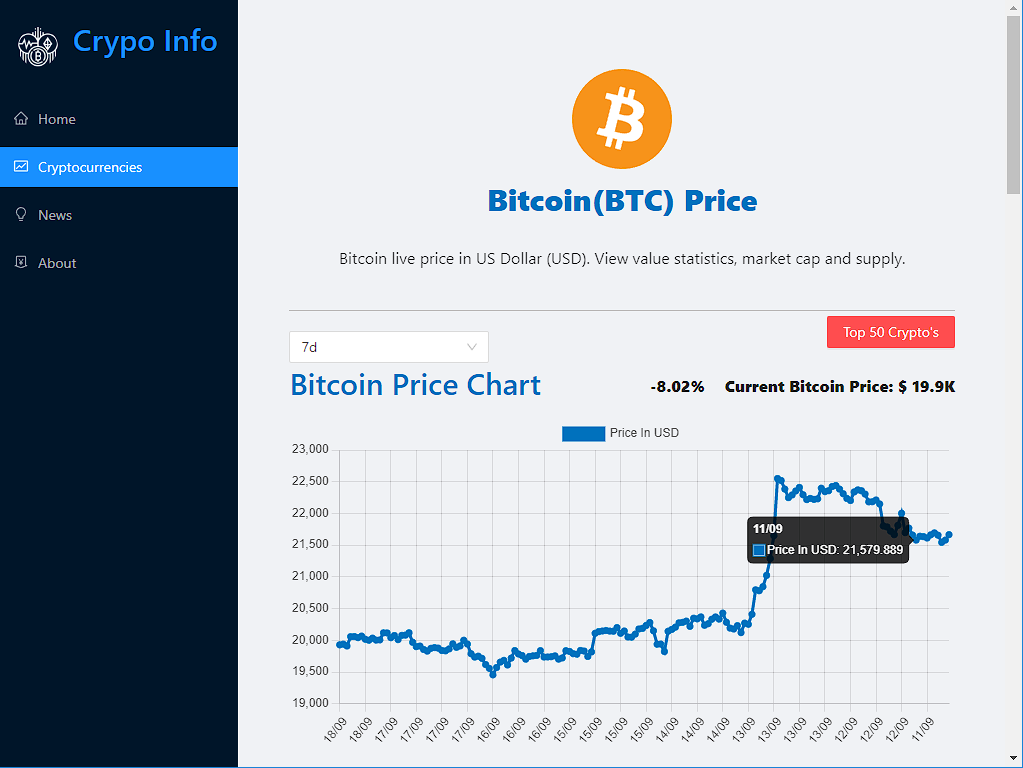 Crypo Info
Home
Cryptocurrencies
News
About
Bitcoin(BTC) Price
Bitcoin live price in US Dollar (USD). View value statistics, market cap and supply.
Top 50 Crypto's
7d
Bitcoin Price Chart
-8.02% Current Bitcoin Price: $ 19.9K
Price In USD
23,000
22,500
22,000
21,500
21,000
20,500
20,000
19,500
19,000
11/09
Price In USD: 21,579.889
18/09 18/09 17/09 17/09 17/09 17/09 16/09 16/09 16/09 15/09 15/09 15/09 15/09 14/09 14/09 14/09 13/09 13/09 13/09 13/09 12/09 12/09 12/09 11/09